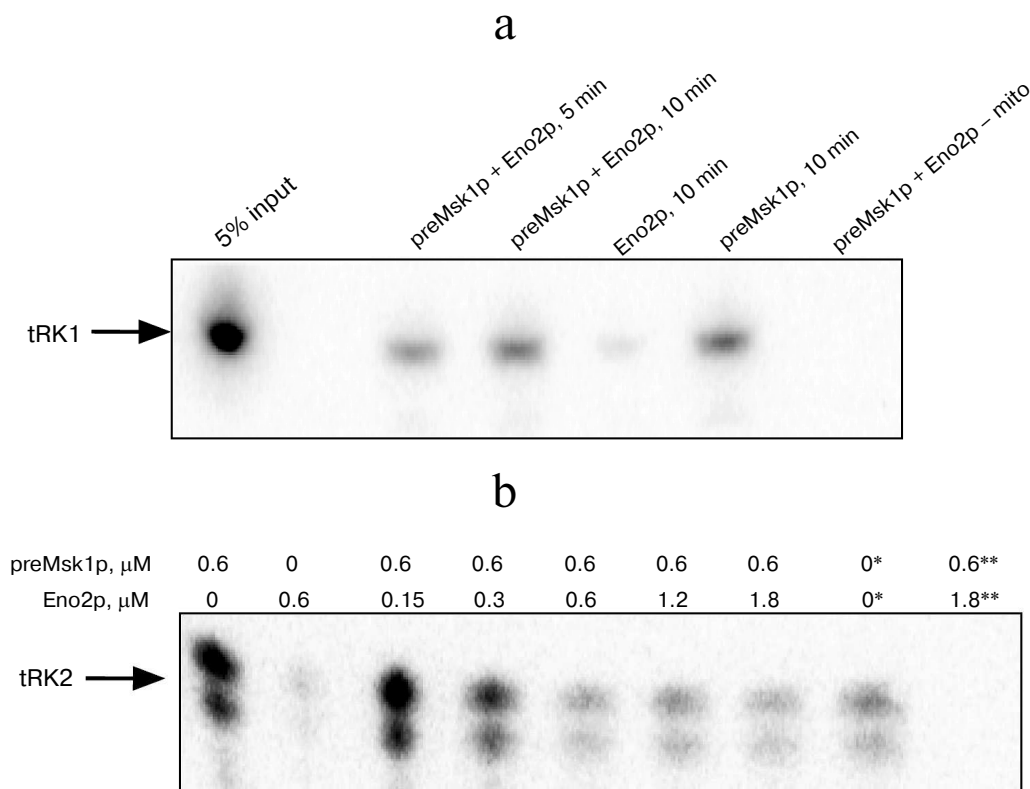 a
5% input
preMsk1p + Eno2p, 5 min
preMsk1p + Eno2p, 10 min
Eno2p, 10 min
preMsk1p, 10 min
preMsk1p + Eno2p – mito
tRK1
b
preMsk1p, μM 0.6 0 0.6 0.6 0.6 0.6 0.6 0* 0.6**
Eno2p, μM 0 0.6 0.15 0.3 0.6 1.2 1.8 0* 1.8**
tRK2